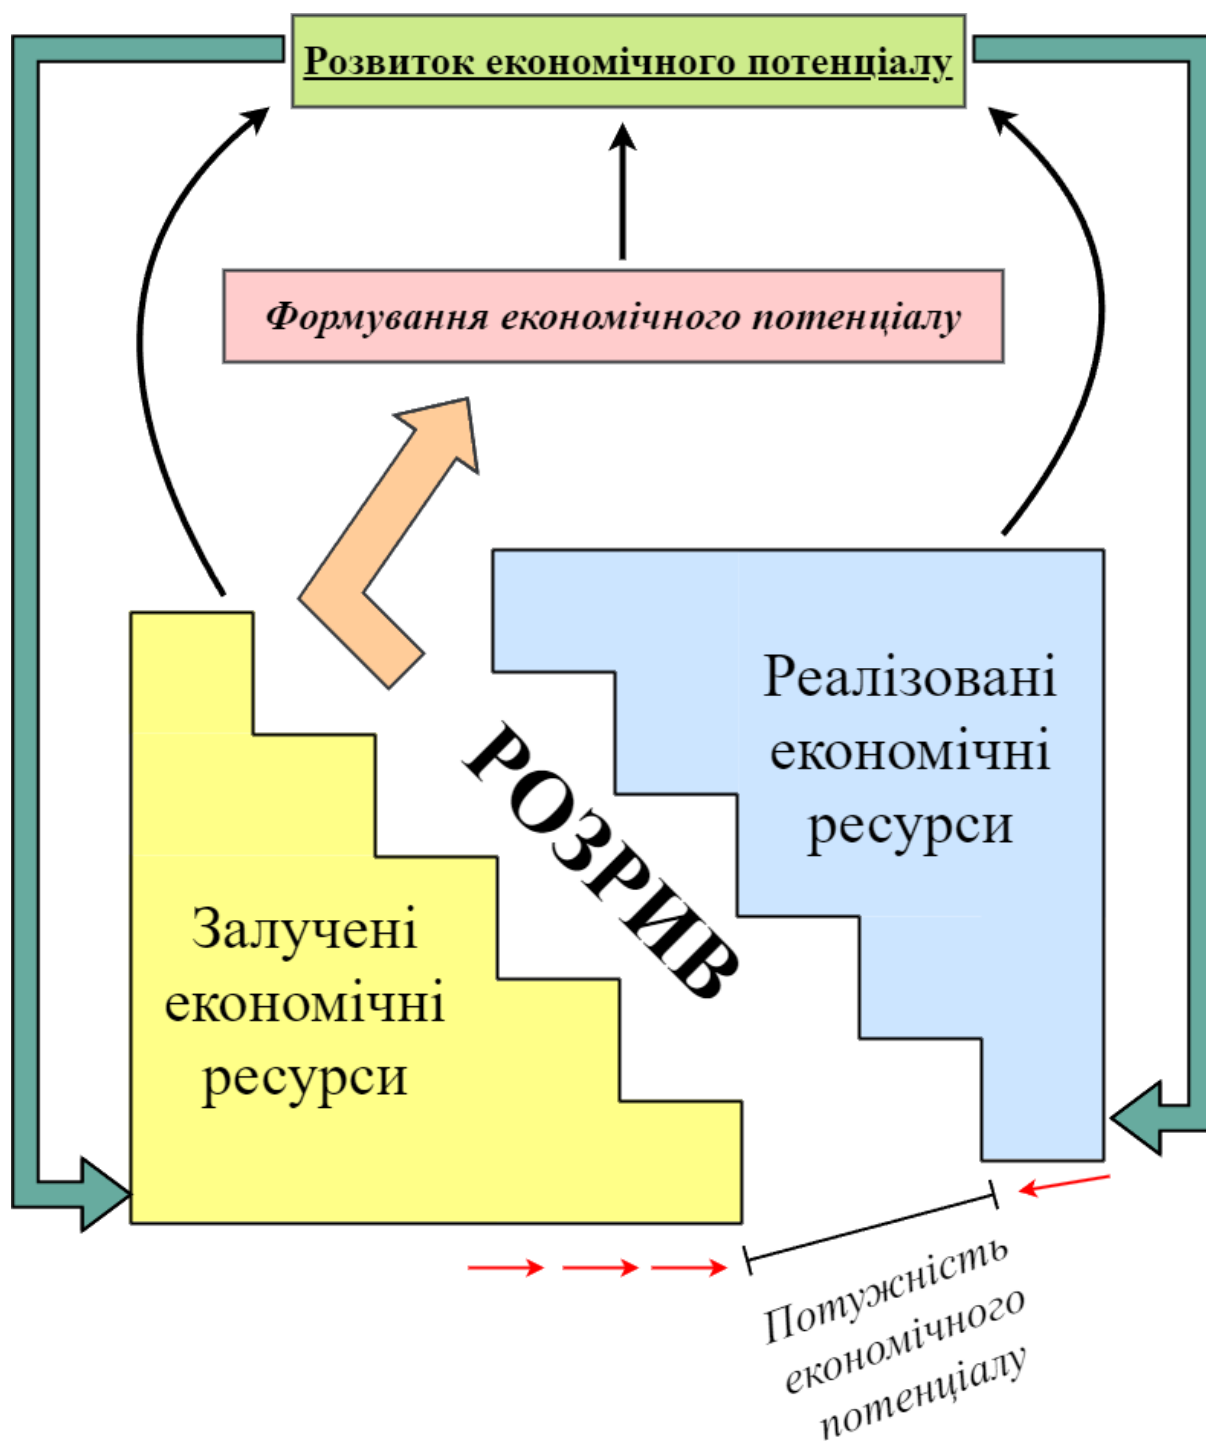 Розвиток економічного потенціалу
Формування економічного потенціалу
Реалізовані
економічні
ресурси
РОЗРИВ
Залучені
економічні
ресурси
Потужність
економічного
потенціалу